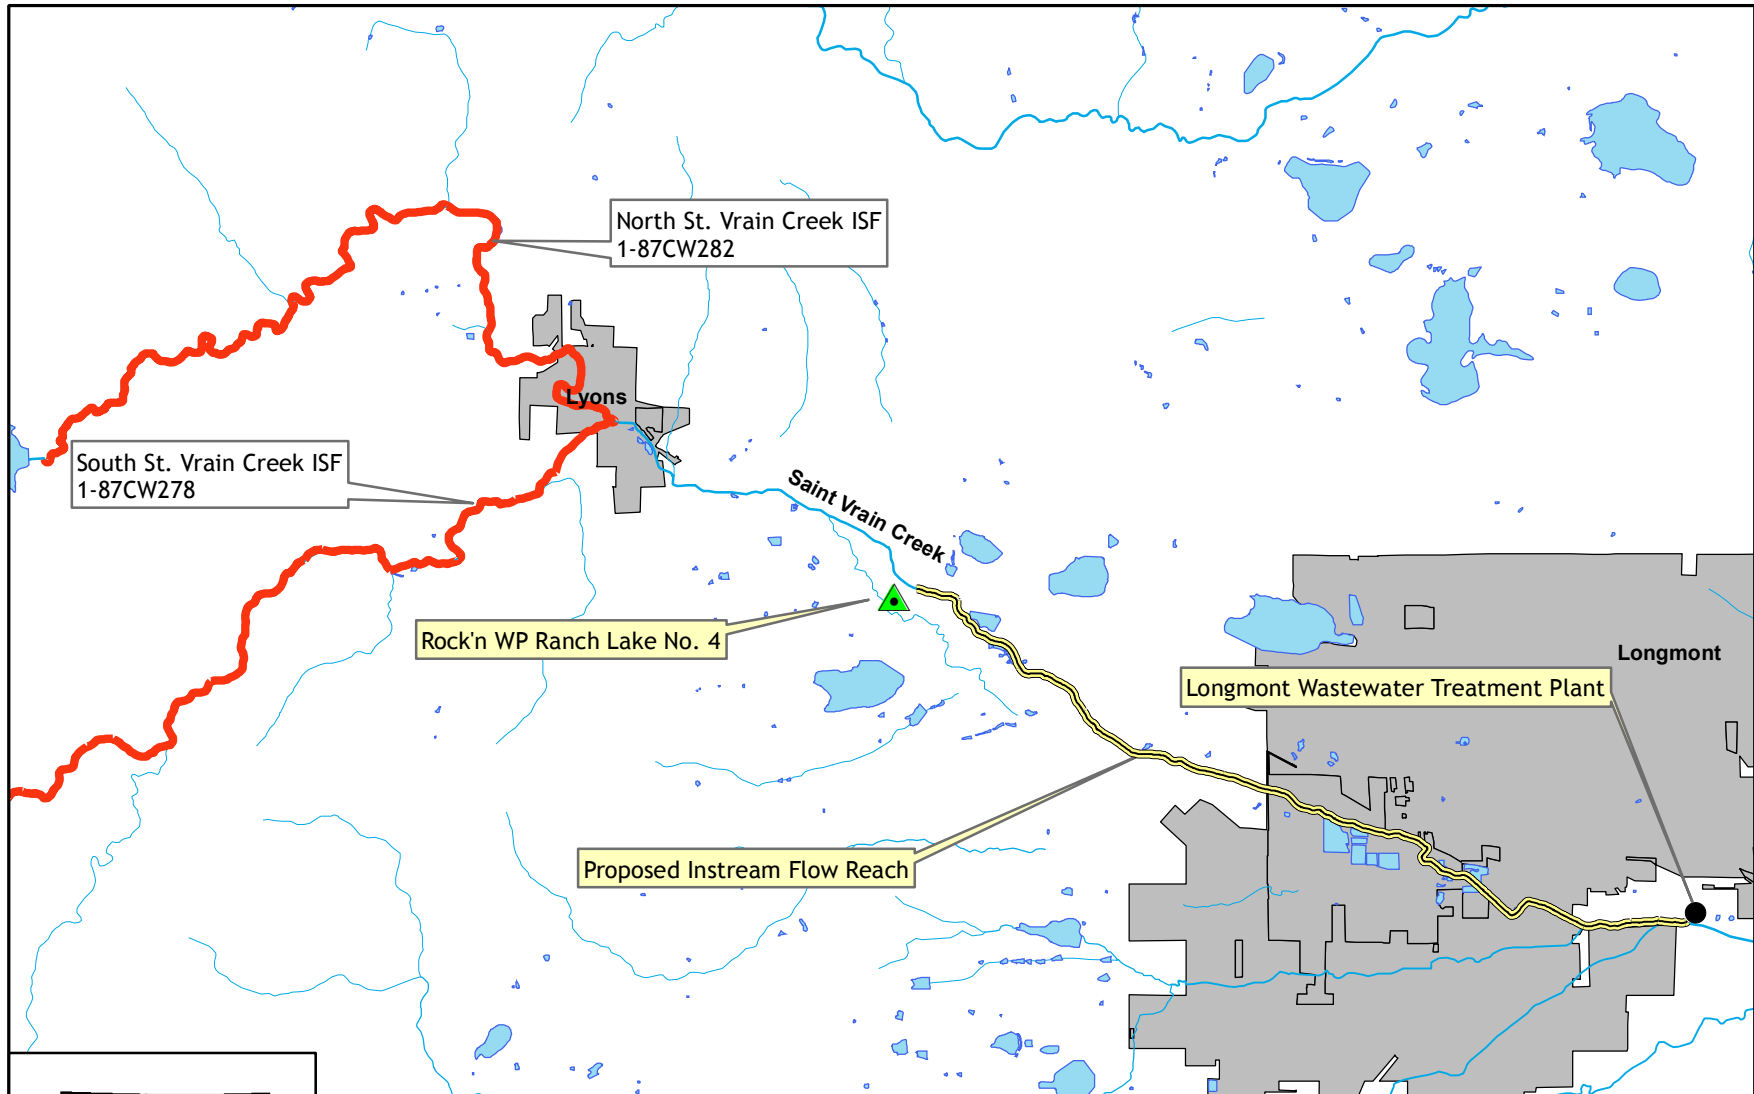 North St. Vrain Creek ISF
1-87CW282
Lyons
South St. Vrain Creek ISF
1-87CW278
Saint Vrain Creek
Rock'n WP Ranch Lake No. 4
Longmont
Longmont Wastewater Treatment Plant
Proposed Instream Flow Reach